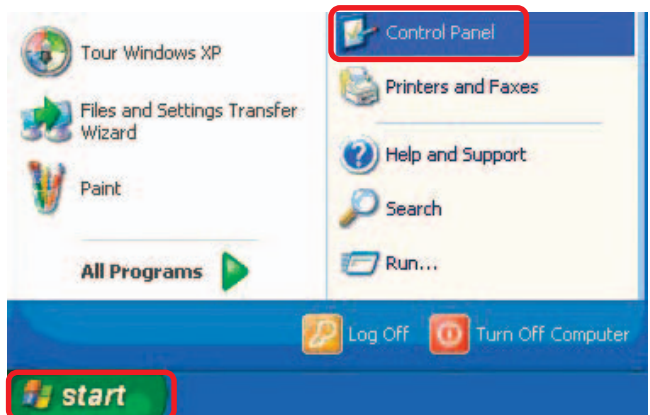 Tour Windows XP
Files and Settings Transfer
Wizard
Paint
All Programs
Control Panel
Printers and Faxes
Help and Support
Search
Run...
Log Off
Turn Off Computer
start